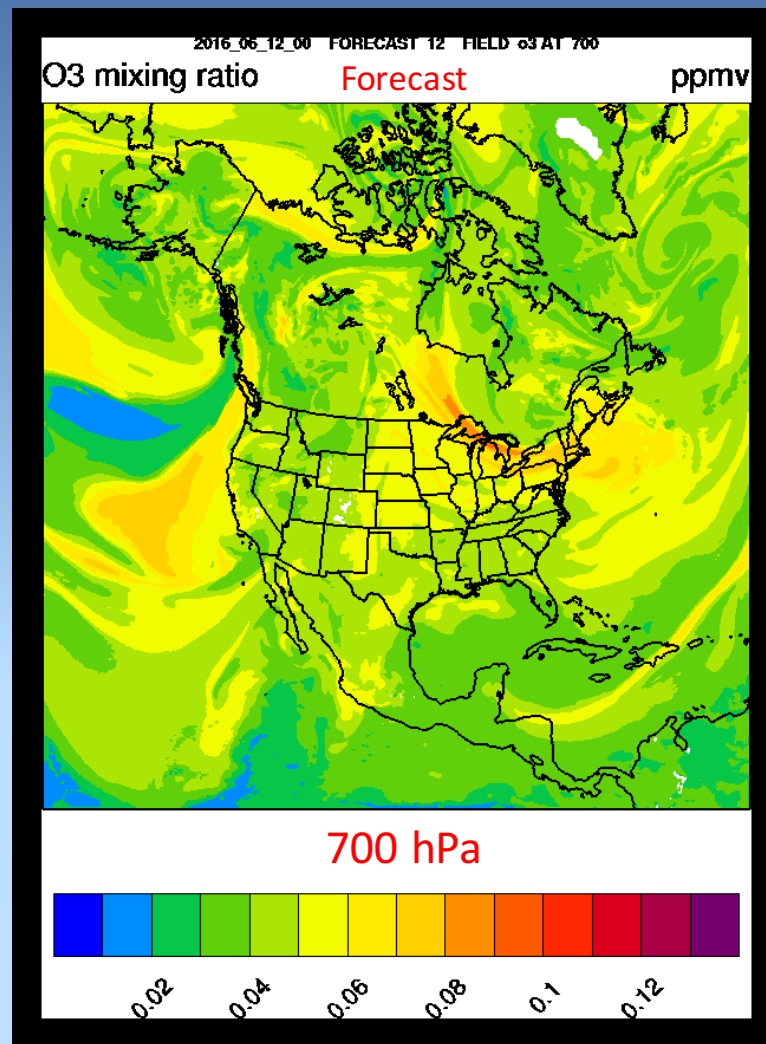 2016_06_12_00 FORECAST 12 FIELD o3 AT 700
O3 mixing ratio Forecast ppmv
700 hPa
0.02 0.04 0.06 0.08 0.1 0.12